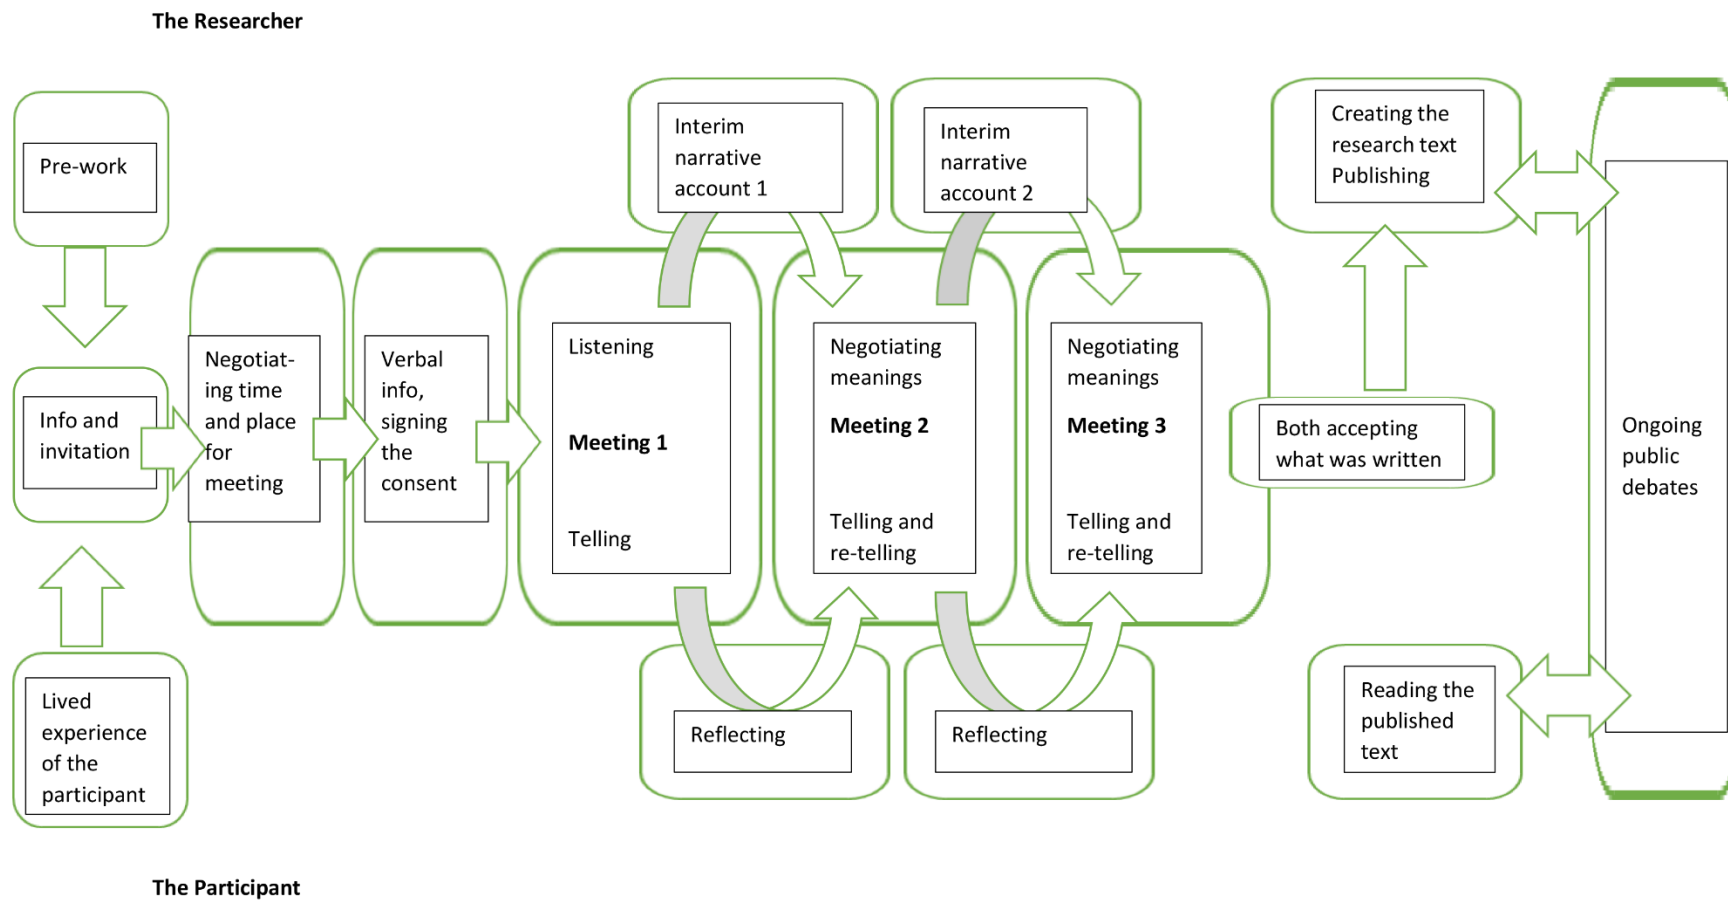 The Researcher
Pre-work
Info and
invitation
Lived
experience
of the
participant
Negotiat-
ing time
and place
for
meeting
Verbal
info,
signing
the
consent
Listening
Meeting 1
Telling
Interim
narrative
account 1
Reflecting
Negotiating
meanings
Meeting 2
Telling and
re-telling
Interim
narrative
account 2
Reflecting
Negotiating
meanings
Meeting 3
Telling and
re-telling
Both accepting
what was written
Creating the
research text
Publishing
Reading the
published
text
Ongoing
public
debates
The Participant